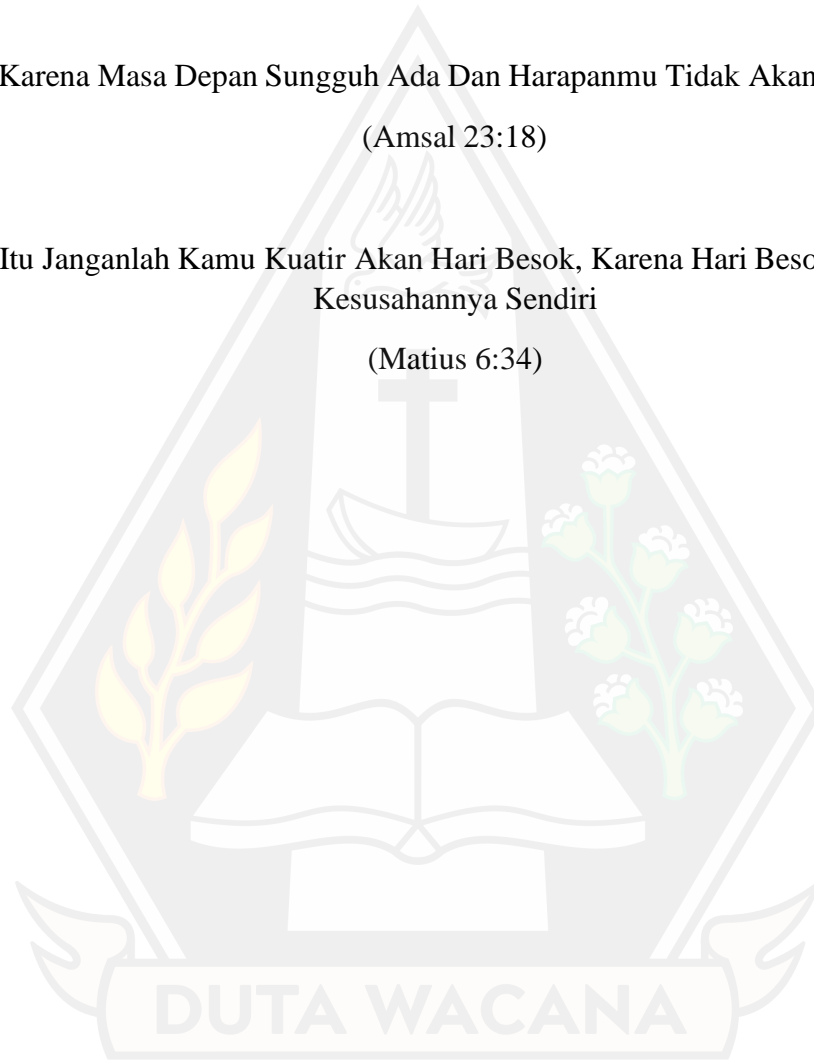 Karena Masa Depan Sungguh Ada Dan Harapanmu Tidak Akan
(Amsal 23:18)
Itu Janganlah Kamu Kuatir Akan Hari Besok, Karena Hari
Kesusahannya Sendiri
(Matius 6:34)
DUTA WACANA